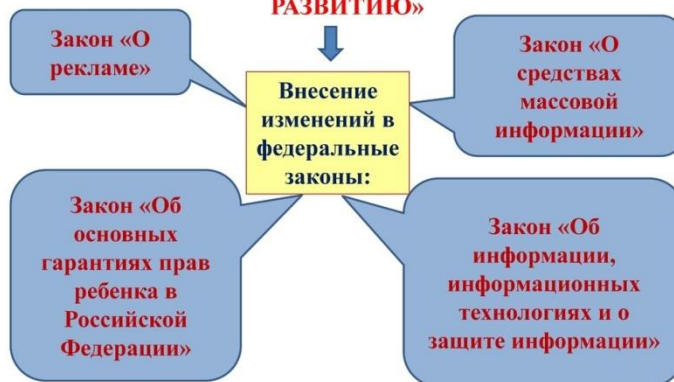 РАЗВИТИЮ»
Закон «О
рекламе»
Закон «О
средствах
массовой
информации»
Внесение
изменений в
федеральные
законы:
Закон «Об
основных
гарантиях прав
ребенка в
Российской
Федерации»
Закон «Об
информации,
информационных
технологиях и о
защите информации»